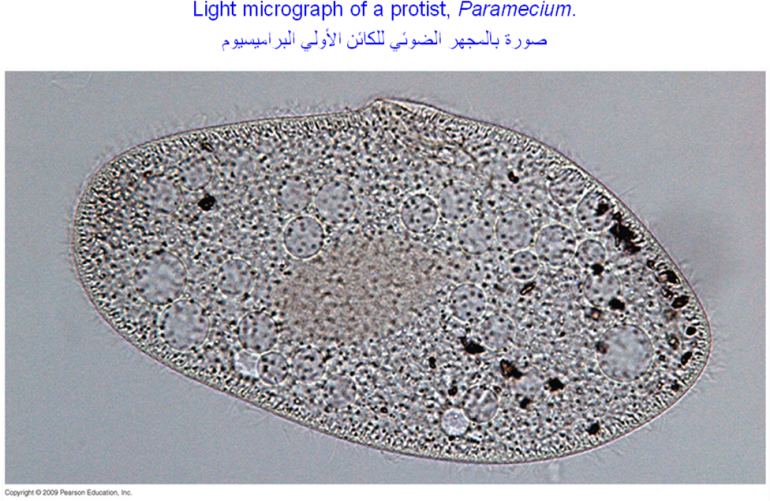 Light micrograph of a protist, Paramecium.
صورة بالمجهر الضوئي للكائن الأولي البراميسيوم
Copyright © 2009 Pearson Education, Inc.